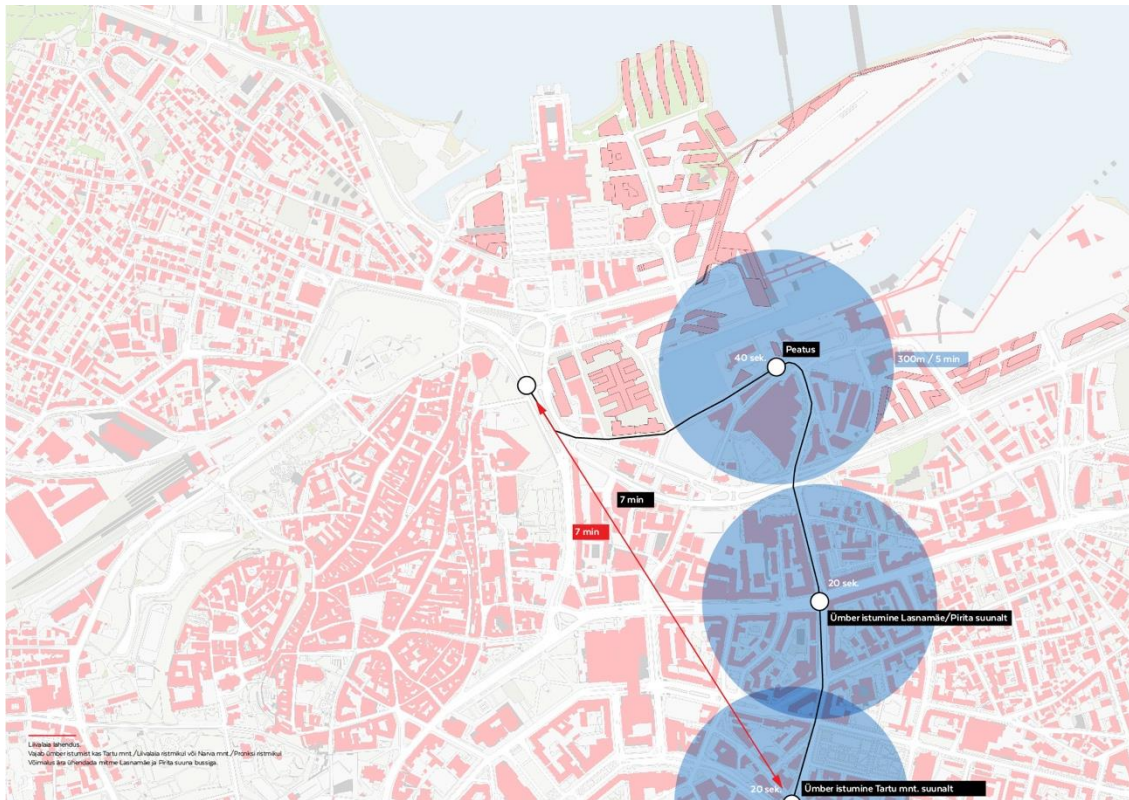 40 sek.
Peatus
300m / 5 min
7 min
7 min
20 sek.
Ümber istumine Lasnamäe/Pirita suunalt
Liivalaia lahendus.
Vajab ümber istumist kas Tartu mnt./Liivalaia ristmikul või Narva mnt./Pronksi ristmikul.
Võimalus ära ühendada mitme Lasnamäe ja Pirita suuna bussiga.
20 sek.
Ümber istumine Tartu mnt. suunalt